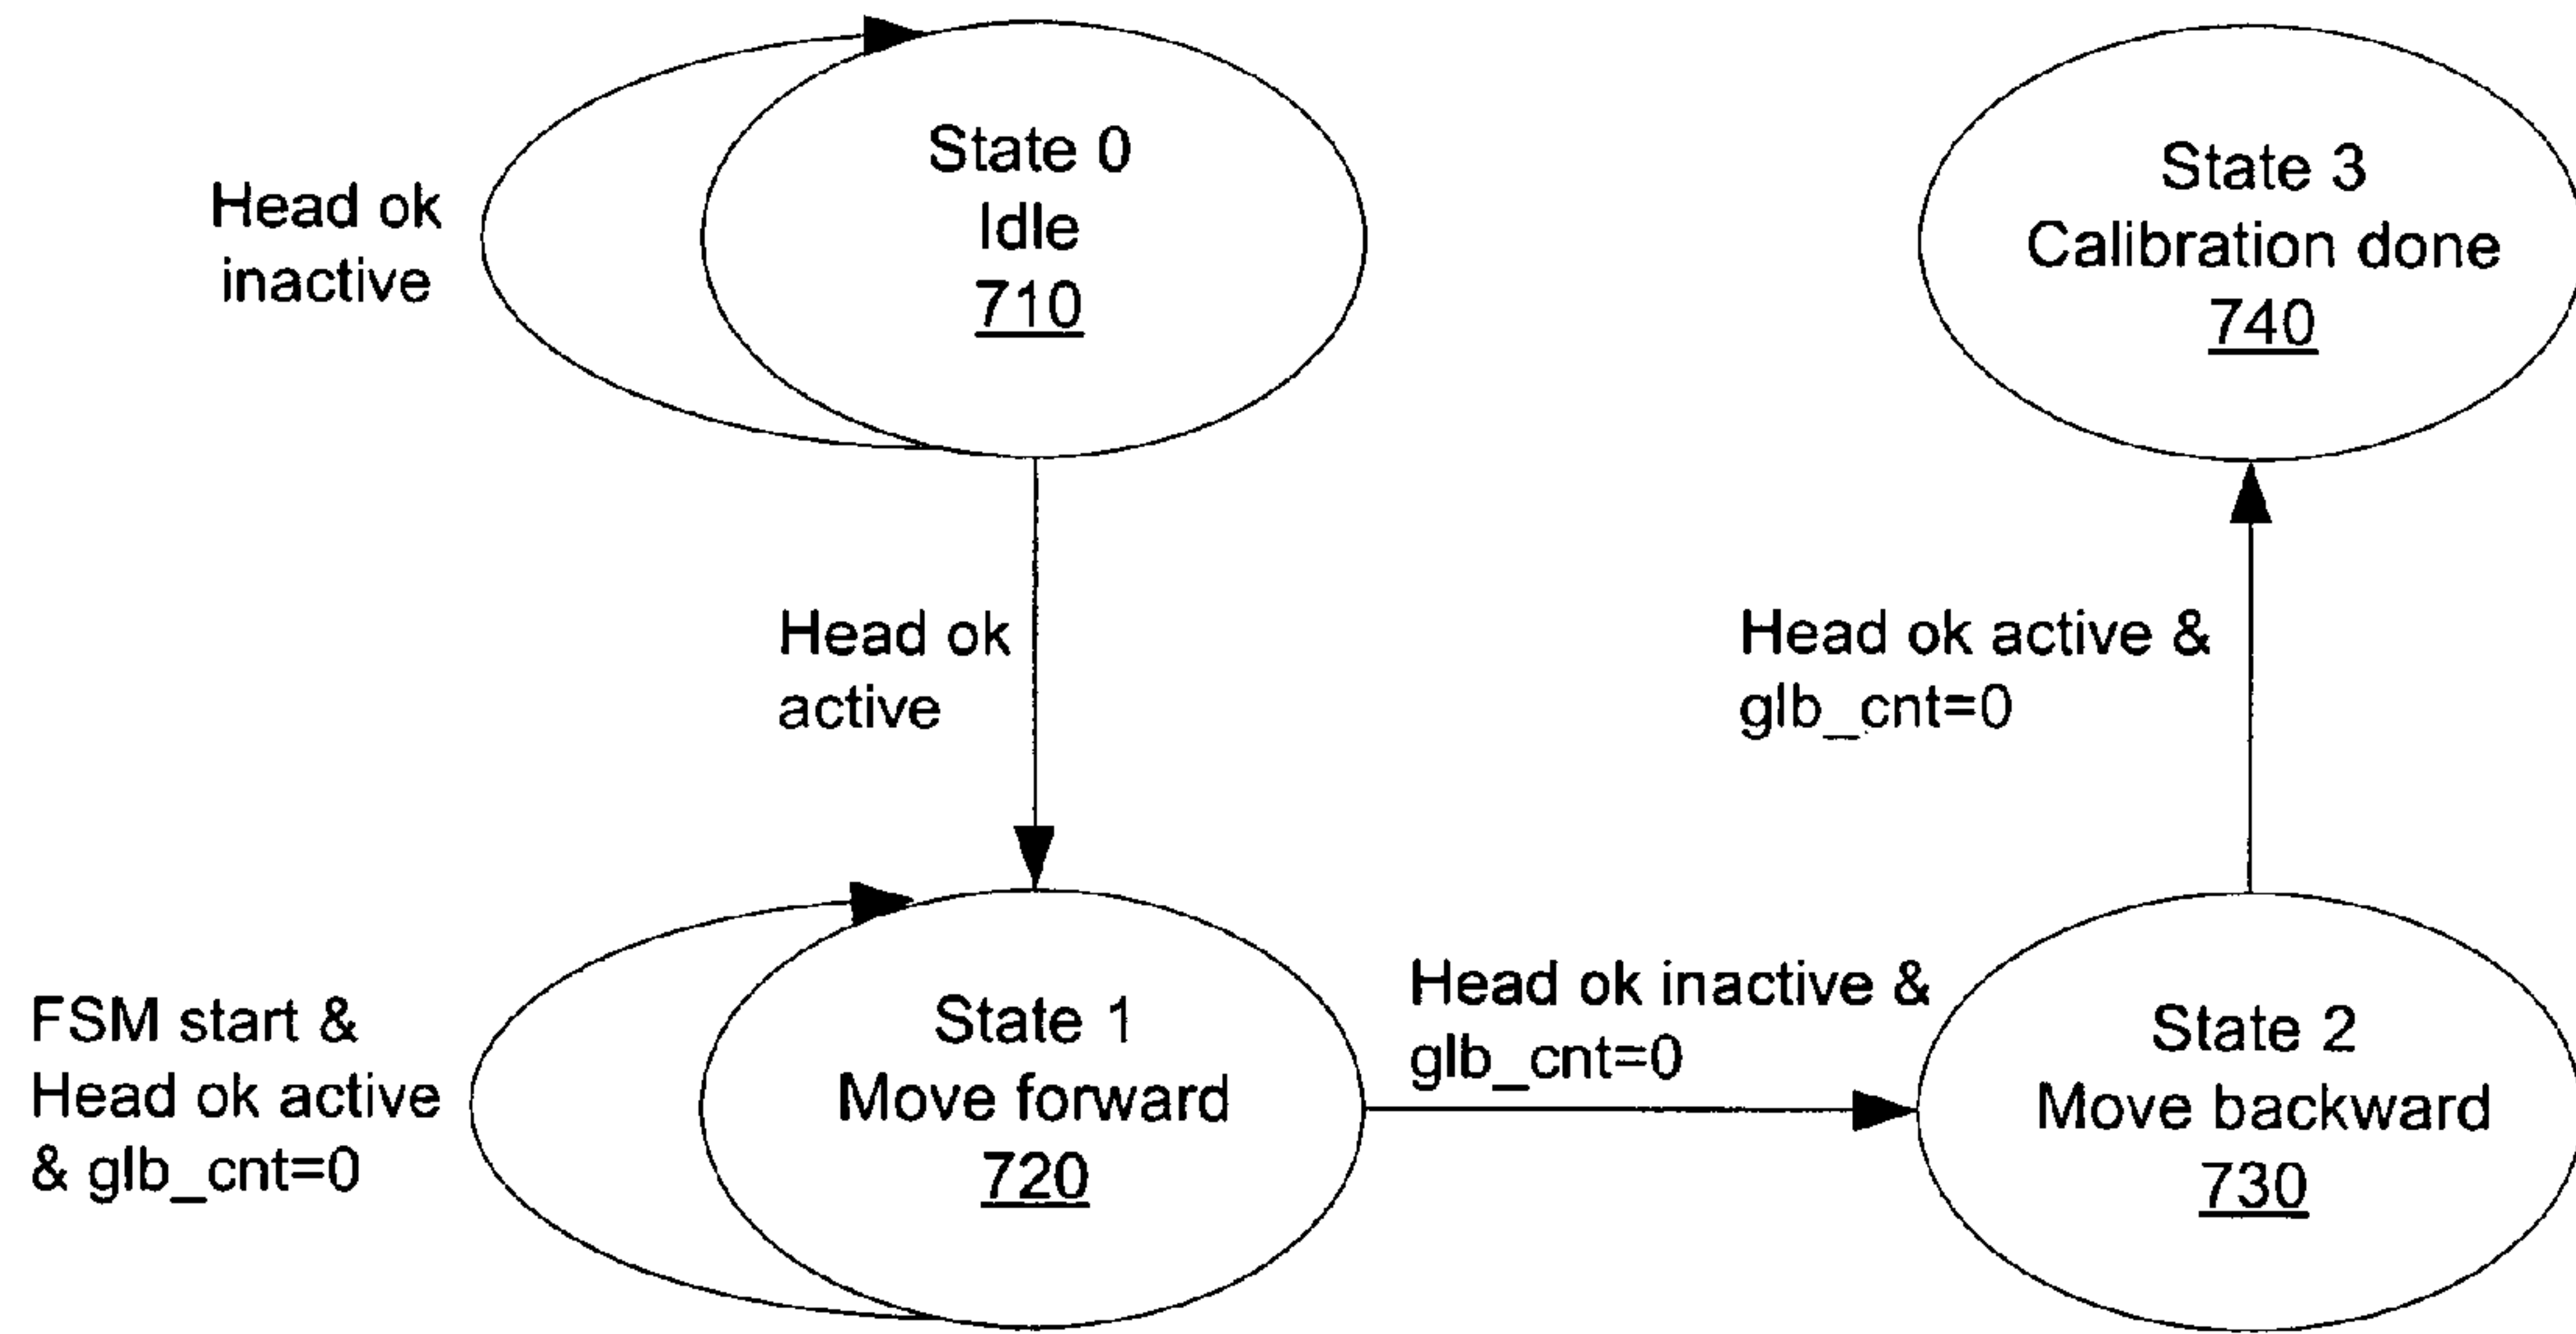 Head ok
inactive
State 0
Idle
710
State 3
Calibration done
740
Head ok
active
Head ok active &
glb_cnt=0
FSM start &
Head ok active
& glb_cnt=0
State 1
Move forward
720
Head ok inactive &
glb_cnt=0
State 2
Move backward
730